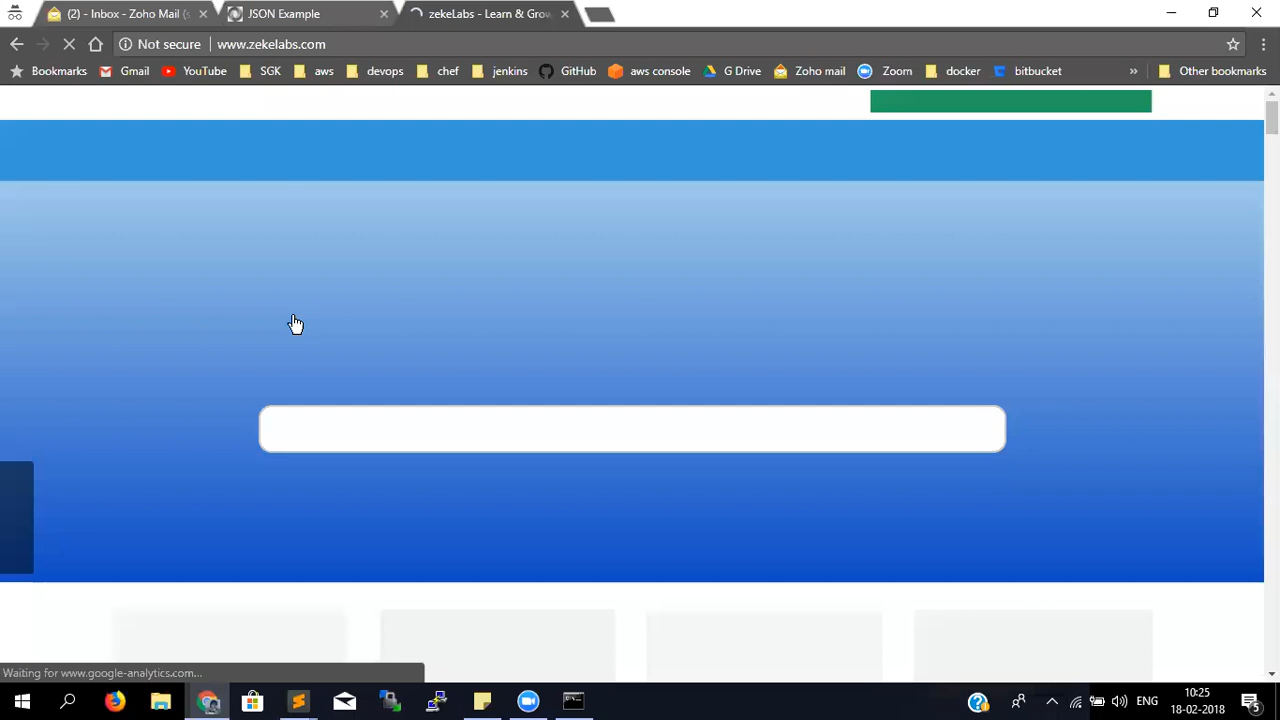 (2) - Inbox - Zoho Mail (
JSON Example
zekeLabs - Learn & Grow
Not secure
www.zekelabs.com
Bookmarks
Gmail
YouTube
SGK
aws
devops
chef
jenkins
GitHub
aws console
G Drive
Zoho mail
Zoom
docker
bitbucket
»
Other bookmarks
Waiting for www.google-analytics.com...
ENG
10:25
18-02-2018
5